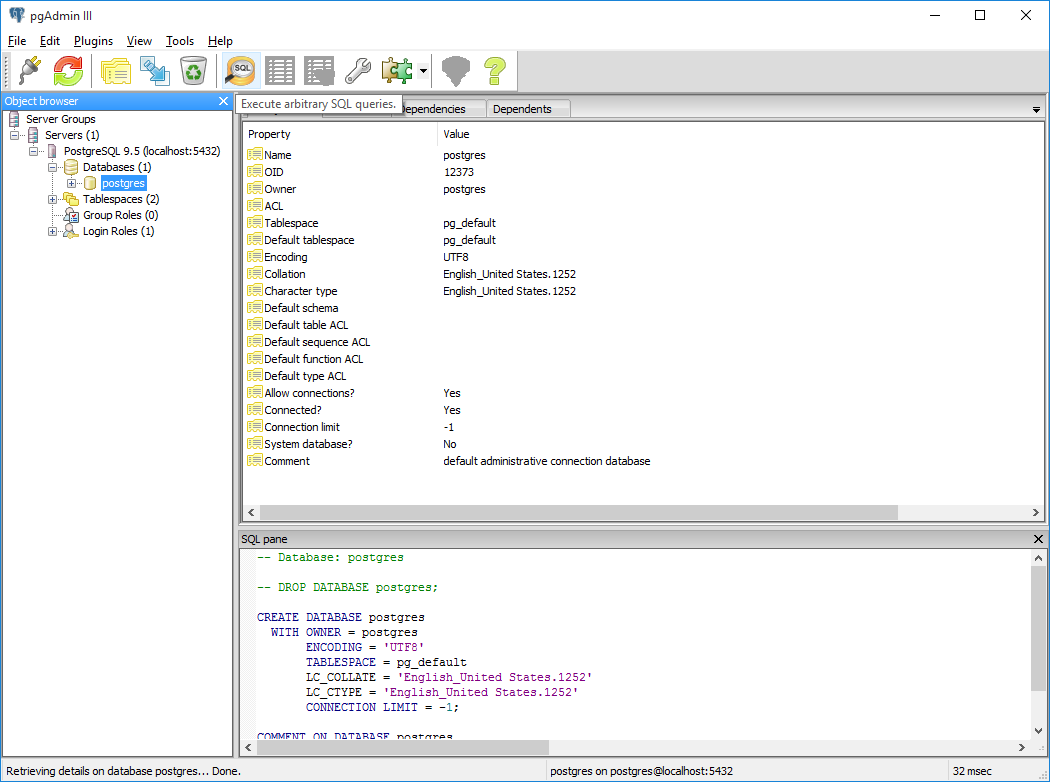 pgAdmin III
File Edit Plugins View Tools Help
SQL
Object browser
Execute arbitrary SQL queries.
Dependencies Dependents
Server Groups
Servers (1)
PostgreSQL 9.5 (localhost:5432)
Databases (1)
postgres
Tablespaces (2)
Group Roles (0)
Login Roles (1)
Property Value
Name postgres
OID 12373
Owner postgres
ACL
Tablespace pg_default
Default tablespace pg_default
Encoding UTF8
Collation English_United States.1252
Character type English_United States.1252
Default schema
Default table ACL
Default sequence ACL
Default function ACL
Default type ACL
Allow connections? Yes
Connected? Yes
Connection limit -1
System database? No
Comment default administrative connection database
SQL pane
-- Database: postgres
-- DROP DATABASE postgres;
CREATE DATABASE postgres
WITH OWNER = postgres
ENCODING = 'UTF8'
TABLESPACE = pg_default
LC_COLLATE = 'English_United States.1252'
LC_CTYPE = 'English_United States.1252'
CONNECTION LIMIT = -1;
COMMENT ON DATABASE postgres
Retrieving details on database postgres... Done. postgres on postgres@localhost:5432 32 msec